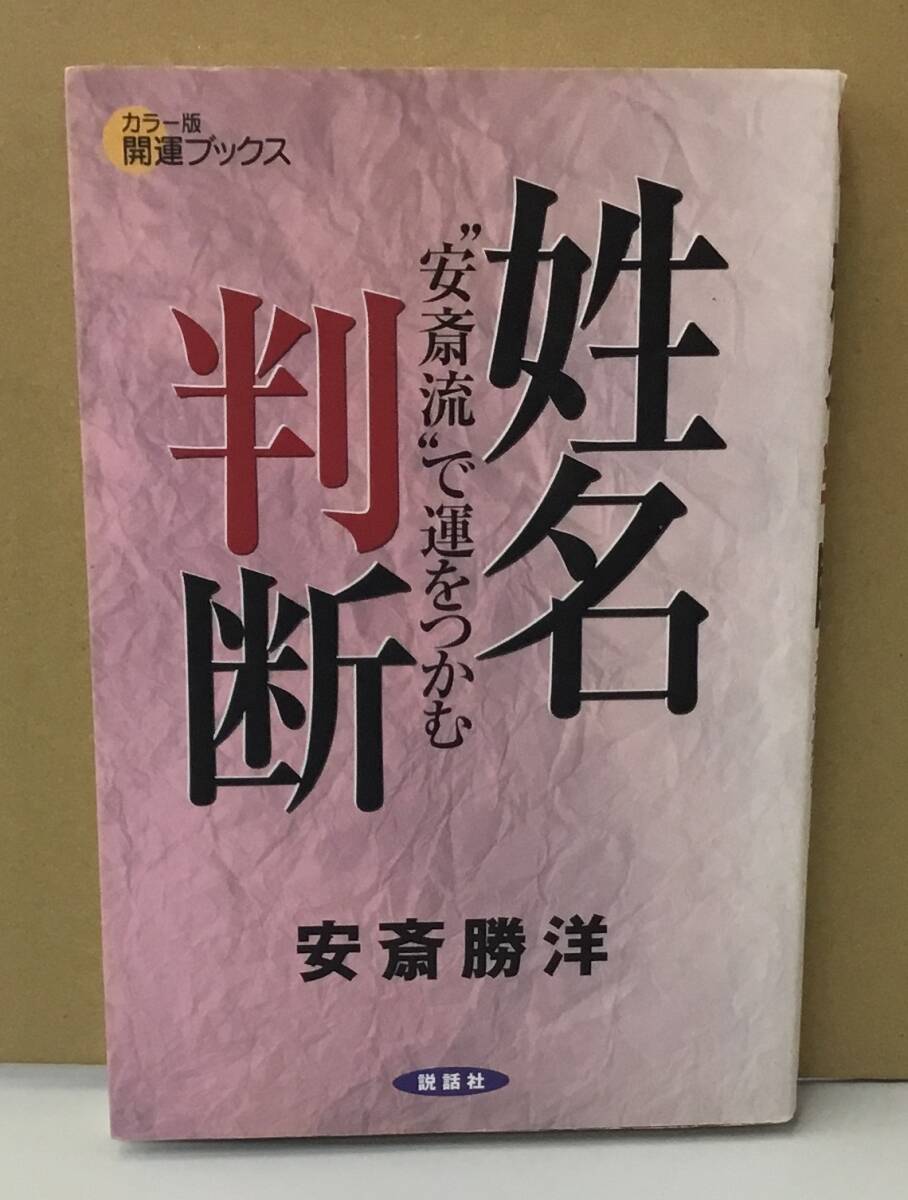 カラー版
開運ブックス
姓名
”安斎流“で運をつかむ
判断
安斎勝洋
説話社